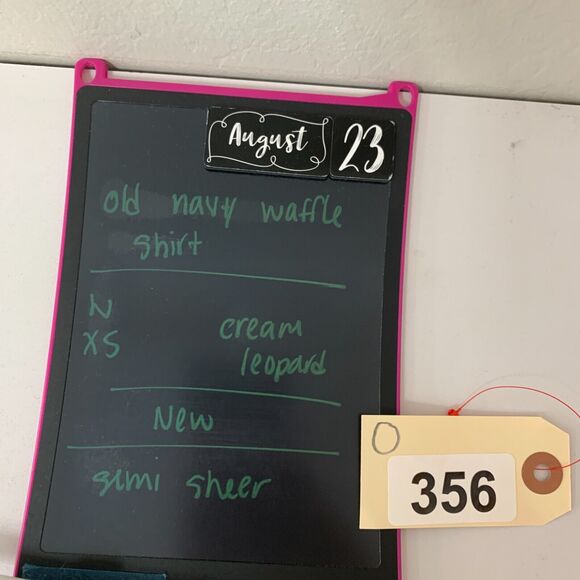 August 23
old navy waffle
shirt
N
XS
cream
leopard
New
semi sheer
O
356